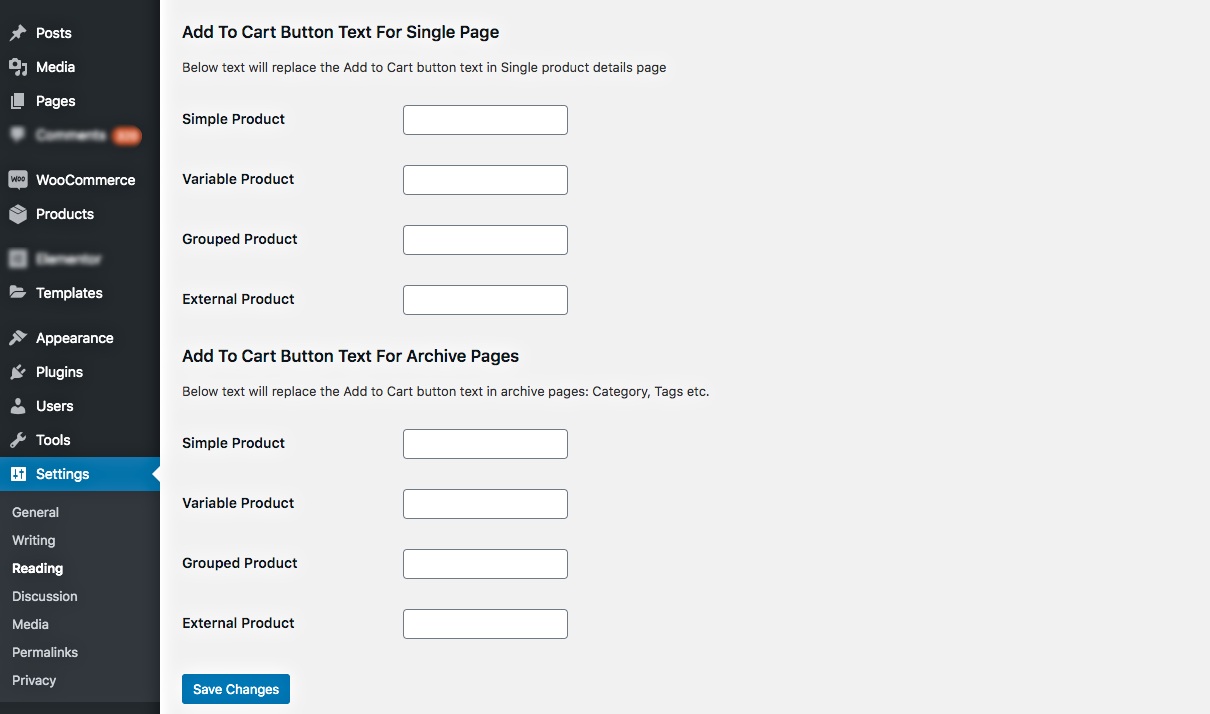 Posts
Media
Pages
Comments
WOO WooCommerce
Products
Elementor
Templates
Appearance
Plugins
Users
Tools
Settings
General
Writing
Reading
Discussion
Media
Permalinks
Privacy
Add To Cart Button Text For Single Page
Below text will replace the Add to Cart button text in Single product details page
Simple Product
Variable Product
Grouped Product
External Product
Add To Cart Button Text For Archive Pages
Below text will replace the Add to Cart button text in archive pages: Category, Tags etc.
Simple Product
Variable Product
Grouped Product
External Product
Save Changes